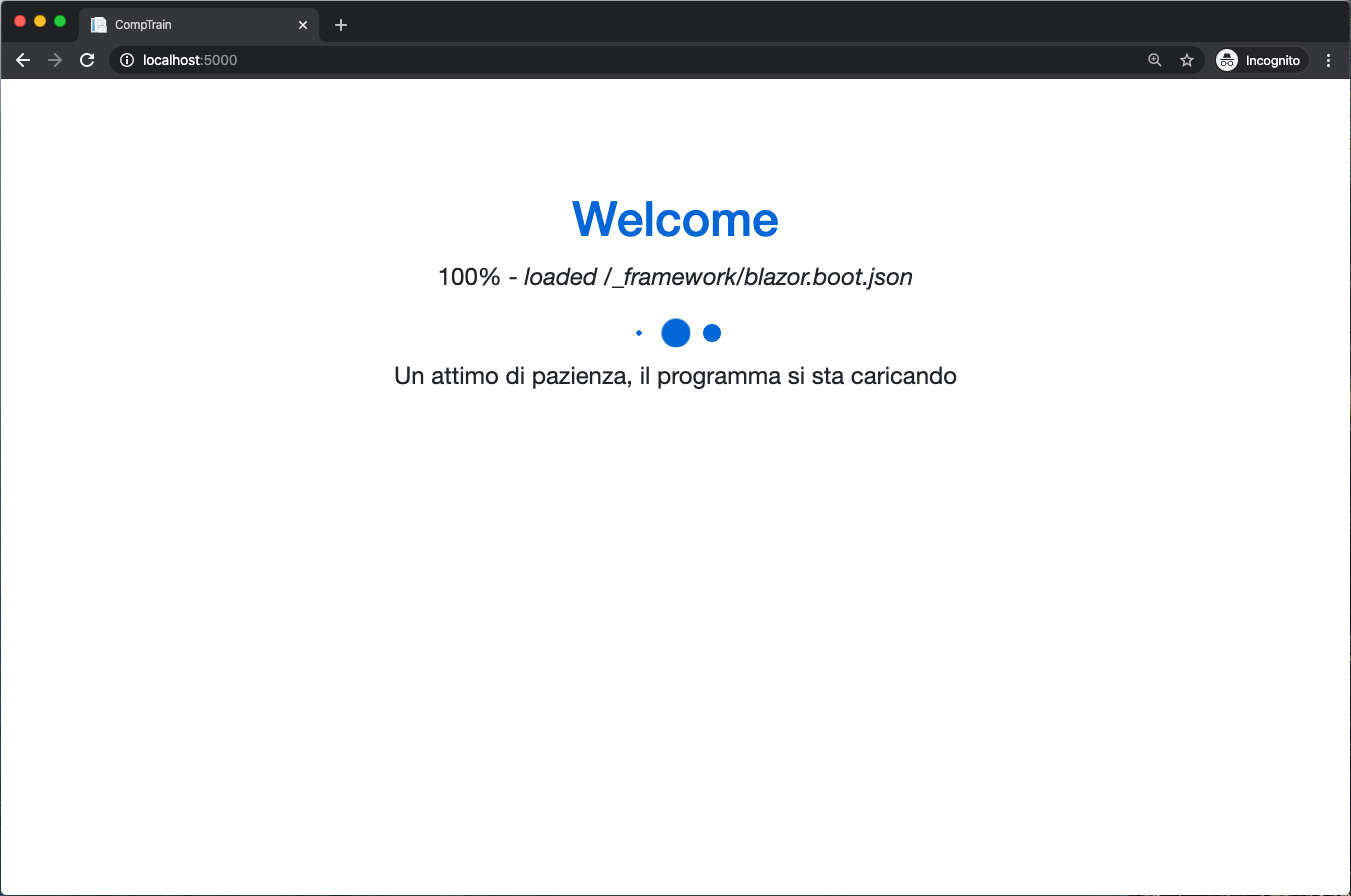 CompTrain
localhost:5000
Incognito
Welcome
100% - loaded /_framework/blazor.boot.json
Un attimo di pazienza, il programma si sta caricando